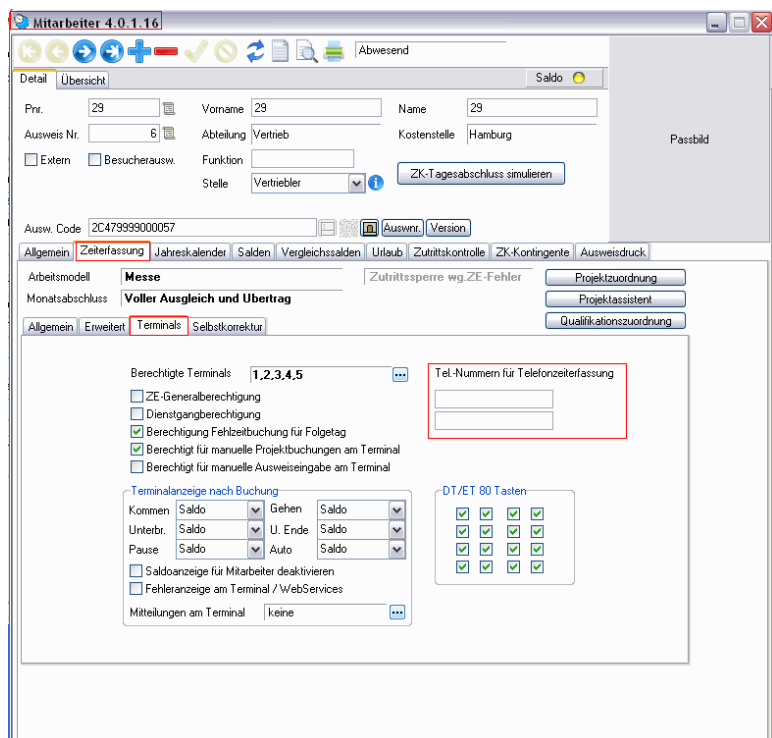 Mitarbeiter 4.0.1.16
Abwesend
Detail Übersicht Saldo
Pnr. 29 Vorname 29 Name 29
Ausweis Nr. 6 Abteilung Vertrieb Kostenstelle Hamburg
Passbild
Extern Besucherausw. Funktion
ZK-Tagesabschluss simulieren
Stelle Vertriebler
Ausw. Code 2C479999000057 Auswnr. Version
Allgemein Zeiterfassung Jahreskalender Salden Vergleichssalden Urlaub Zutrittskontrolle ZK-Kontingente Ausweisdruck
Arbeitsmodell Messe Zutrittssperre wg.ZE-Fehler Projektzuordnung
Monatsabschluss Voller Ausgleich und Ubertrag Projektassistent
Allgemein Erweitert Terminals Selbstkorrektur Qualifikationszuordnung
Berechtigte Terminals 1,2,3,4,5 ... Tel.-Nummern für Telefonzeiterfassung
ZE-Generalberechtigung
Dienstgangberechtigung
Berechtigung Fehlzeitbuchung für Folgetag
Berechtigt für manuelle Projektbuchungen am Terminal
Berechtigt für manuelle Ausweiseingabe am Terminal
Terminalanzeige nach Buchung DT/ET 80 Tasten
Kommen Saldo Gehen Saldo
Unterbr. Saldo U. Ende Saldo
Pause Saldo Auto Saldo
Saldoanzeige für Mitarbeiter deaktivieren
Fehleranzeige am Terminal / WebServices
Mitteilungen am Terminal keine ...